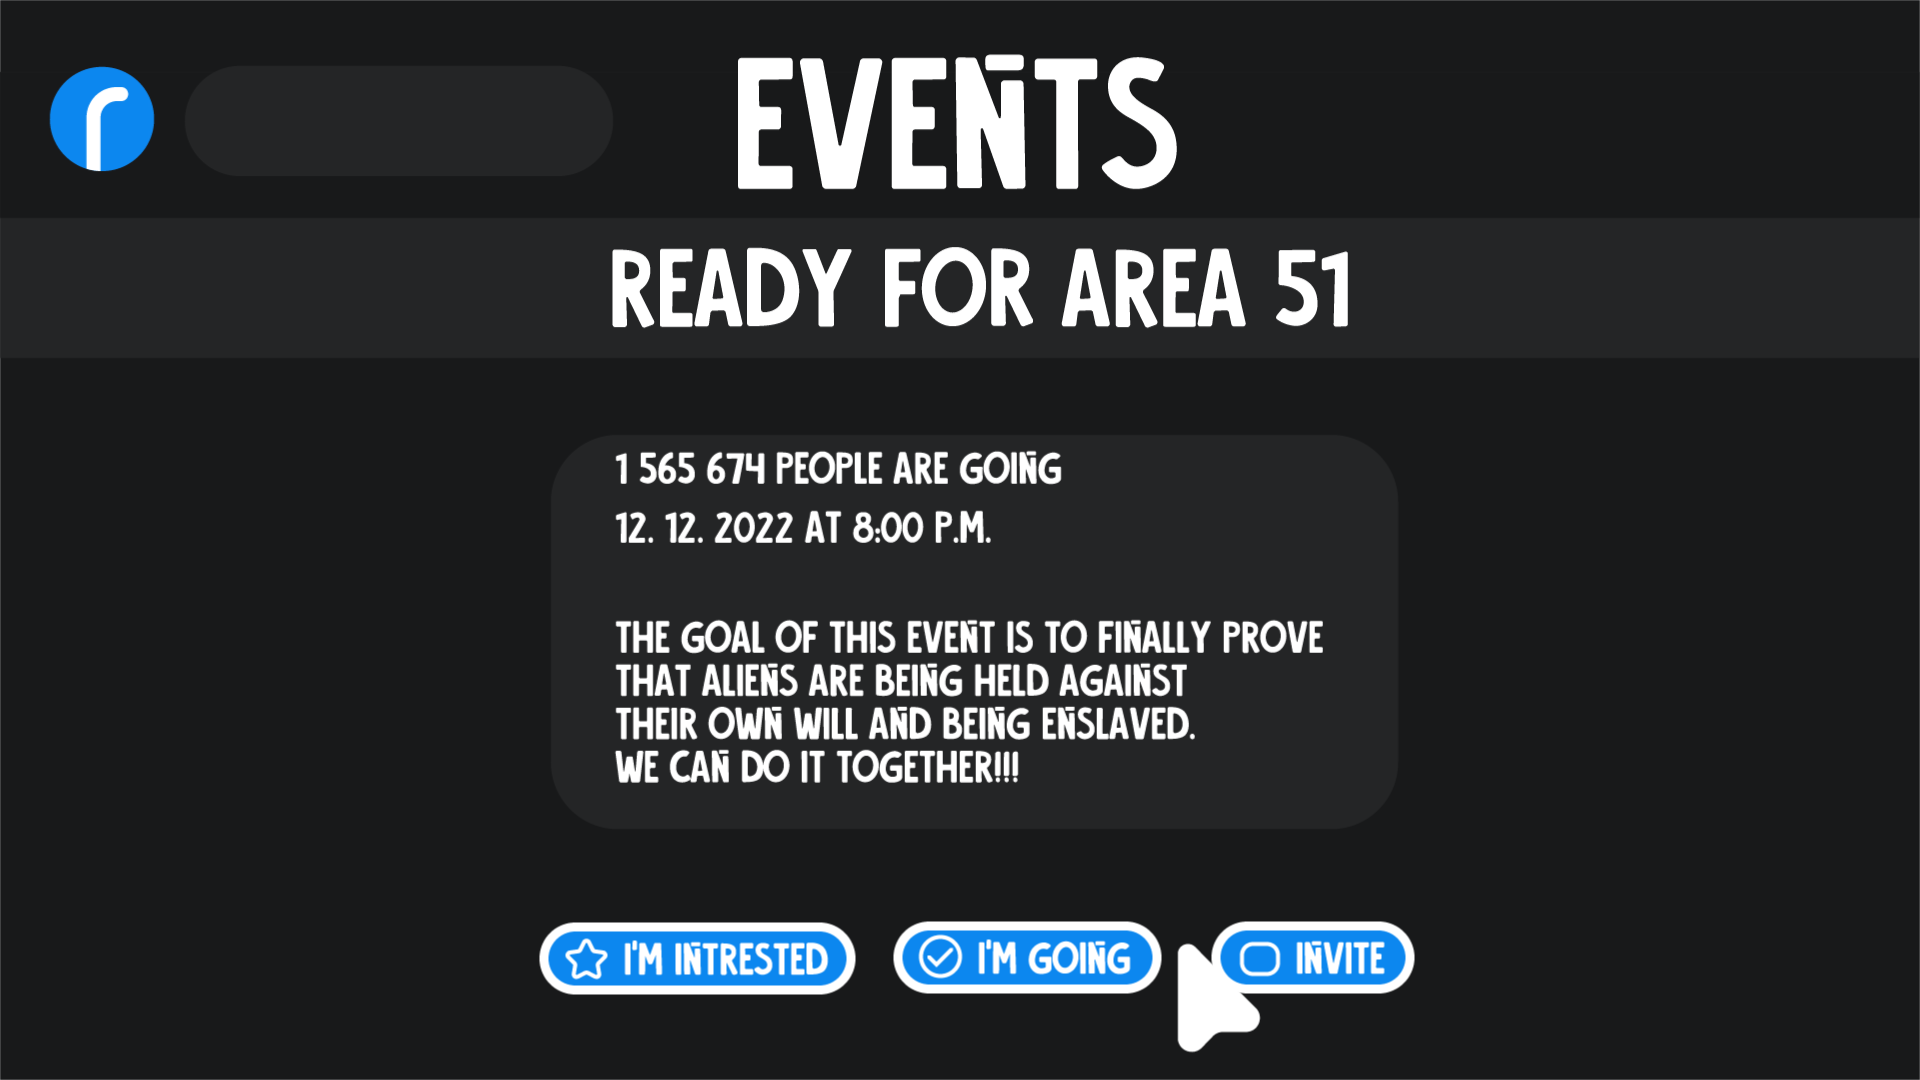 EVENTS
READY FOR AREA 51
1 565 674 PEOPLE ARE GOING
12. 12. 2022 AT 8:00 P.M.
THE GOAL OF THIS EVENT IS TO FINALLY PROVE
THAT ALIENS ARE BEING HELD AGAINST
THEIR OWN WILL AND BEING ENSLAVED.
WE CAN DO IT TOGETHER!!!
I'M INTRESTED
I'M GOING
INVITE